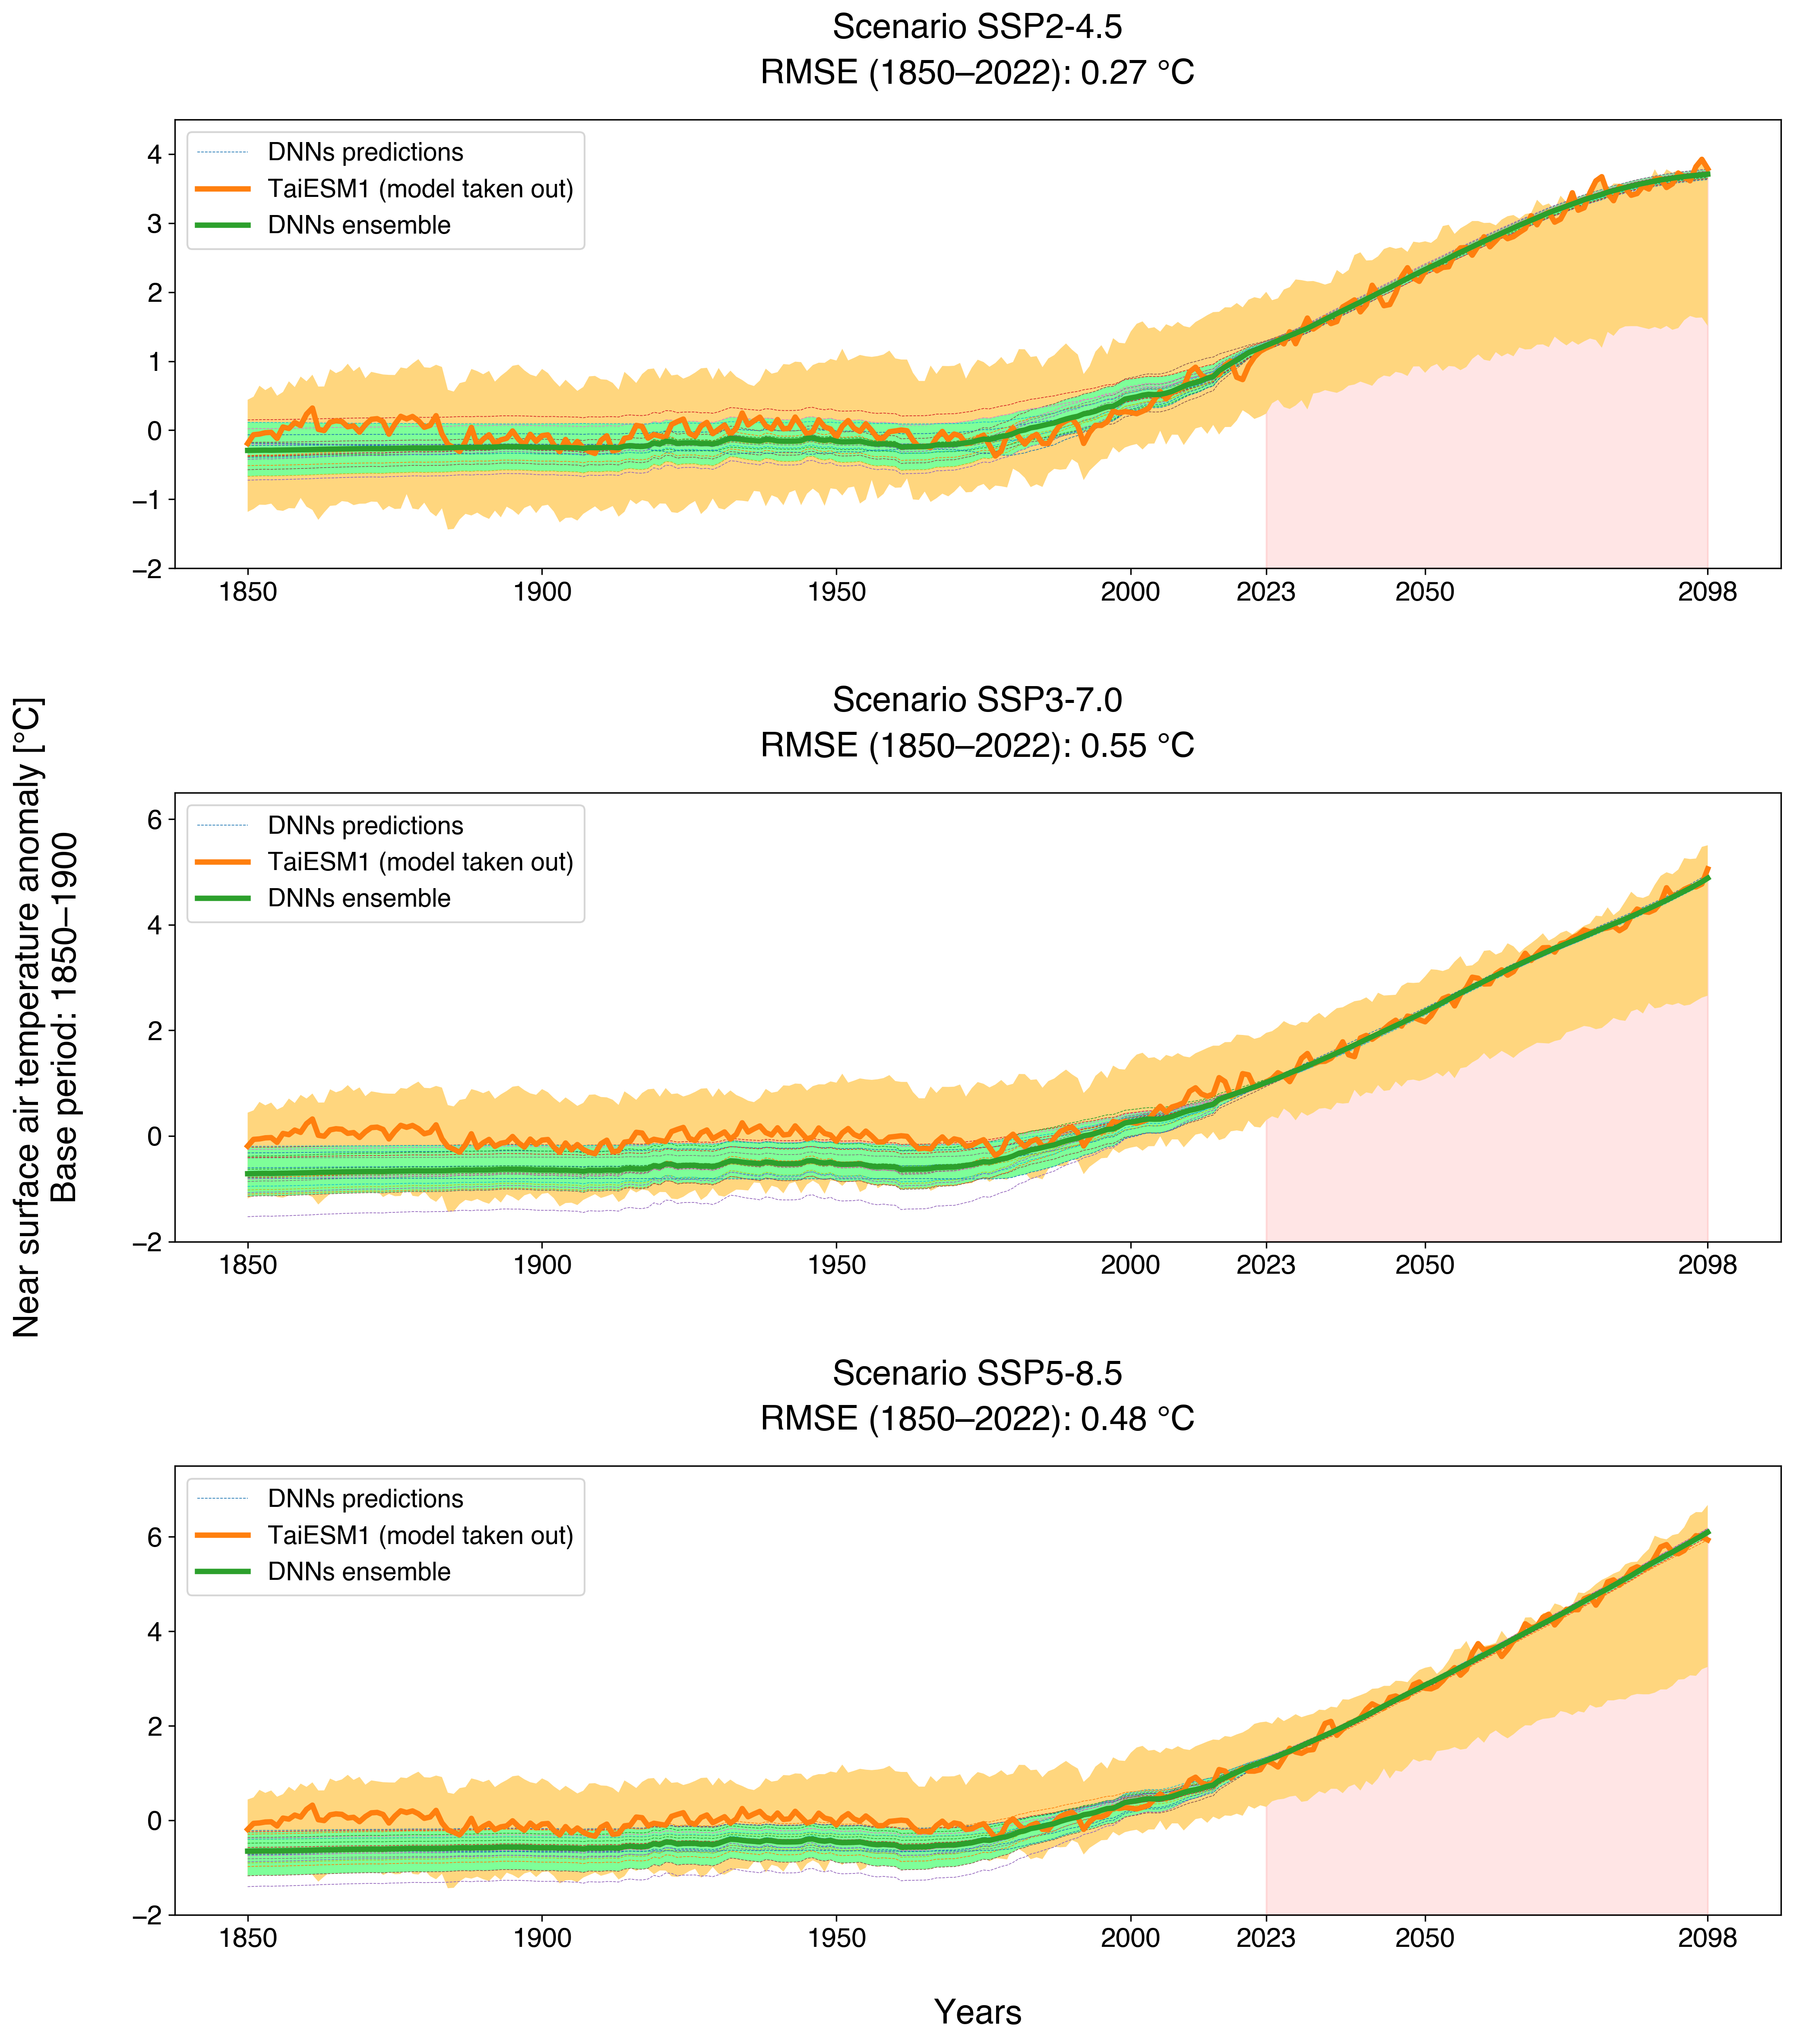 Scenario SSP2-4.5
RMSE (1850–2022): 0.27 °C
DNNs predictions
TaiESM1 (model taken out)
DNNs ensemble
4
3
2
1
0
−1
−2
1850 1900 1950 2000 2023 2050 2098
Near surface air temperature anomaly [°C]
Base period: 1850–1900
Scenario SSP3-7.0
RMSE (1850–2022): 0.55 °C
DNNs predictions
TaiESM1 (model taken out)
DNNs ensemble
6
4
2
0
−2
1850 1900 1950 2000 2023 2050 2098
Scenario SSP5-8.5
RMSE (1850–2022): 0.48 °C
DNNs predictions
TaiESM1 (model taken out)
DNNs ensemble
6
4
2
0
−2
1850 1900 1950 2000 2023 2050 2098
Years